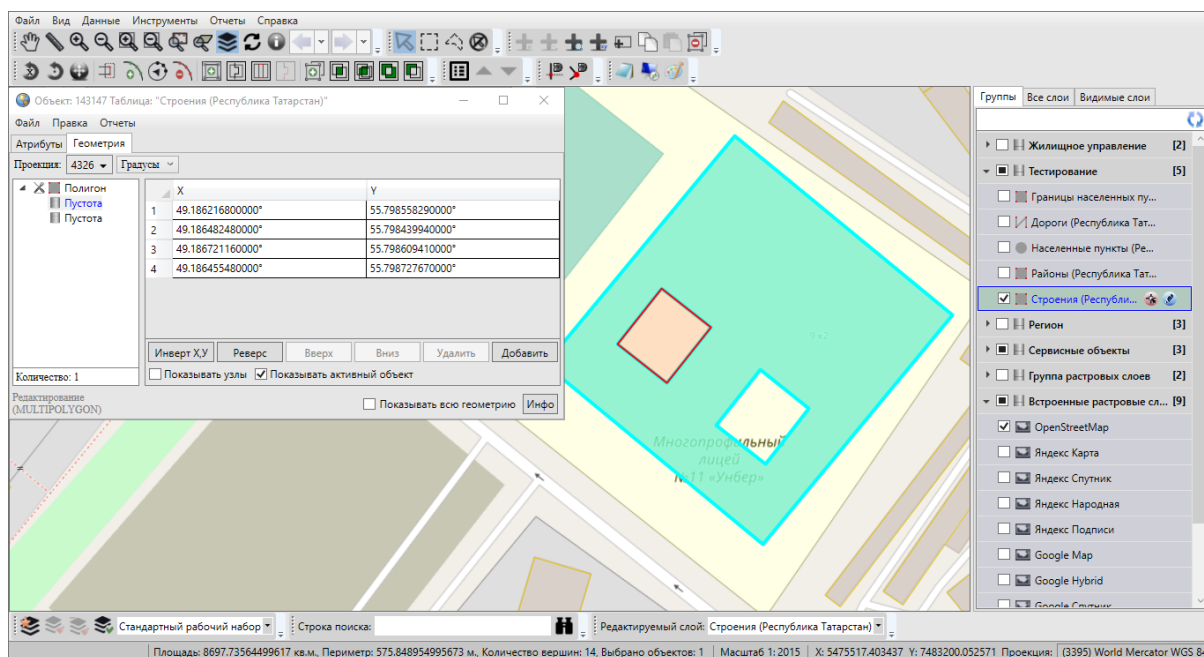 Файл Вид Данные Инструменты Отчеты Справка
Объект: 143147 Таблица: "Строения (Республика Татарстан)"
Файл Правка Отчеты
Атрибуты Геометрия
Проекция: 4326 Градусы
Полигон
Пустота
Пустота
X Y
1 49.186216800000° 55.798558290000°
2 49.186482480000° 55.798439940000°
3 49.186721160000° 55.798609410000°
4 49.186455480000° 55.798727670000°
Инверт X,У Реверс Вверх Вниз Удалить Добавить
Количество: 1
Показывать узлы Показывать активный объект
Редактирование
(MULTIPOLYGON)
Показывать всю геометрию Инфо
Многопрофильный
лицей
№11 «Унбер»
Группы Все слои Видимые слои
Жилищное управление [2]
Тестирование [5]
Границы населенных пу...
Дороги (Республика Тат...
Населенные пункты (Ре...
Районы (Республика Тат...
Строения (Республи...
Регион [3]
Сервисные объекты [3]
Группа растровых слоев [2]
Встроенные растровые сл... [9]
OpenStreetMap
Яндекс Карта
Яндекс Спутник
Яндекс Народная
Яндекс Подписи
Google Map
Google Hybrid
Google Спутник
Стандартный рабочий набор Строка поиска: Редактируемый слой: Строения (Республика Татарстан)
Площадь: 8697.73564499617 кв.м., Периметр: 575.848954995673 м., Количество вершин: 14, Выбрано объектов: 1 Масштаб 1: 2015 X: 5475517.403437 Y: 7483200.052571 Проекция: (3395) World Mercator WGS 8